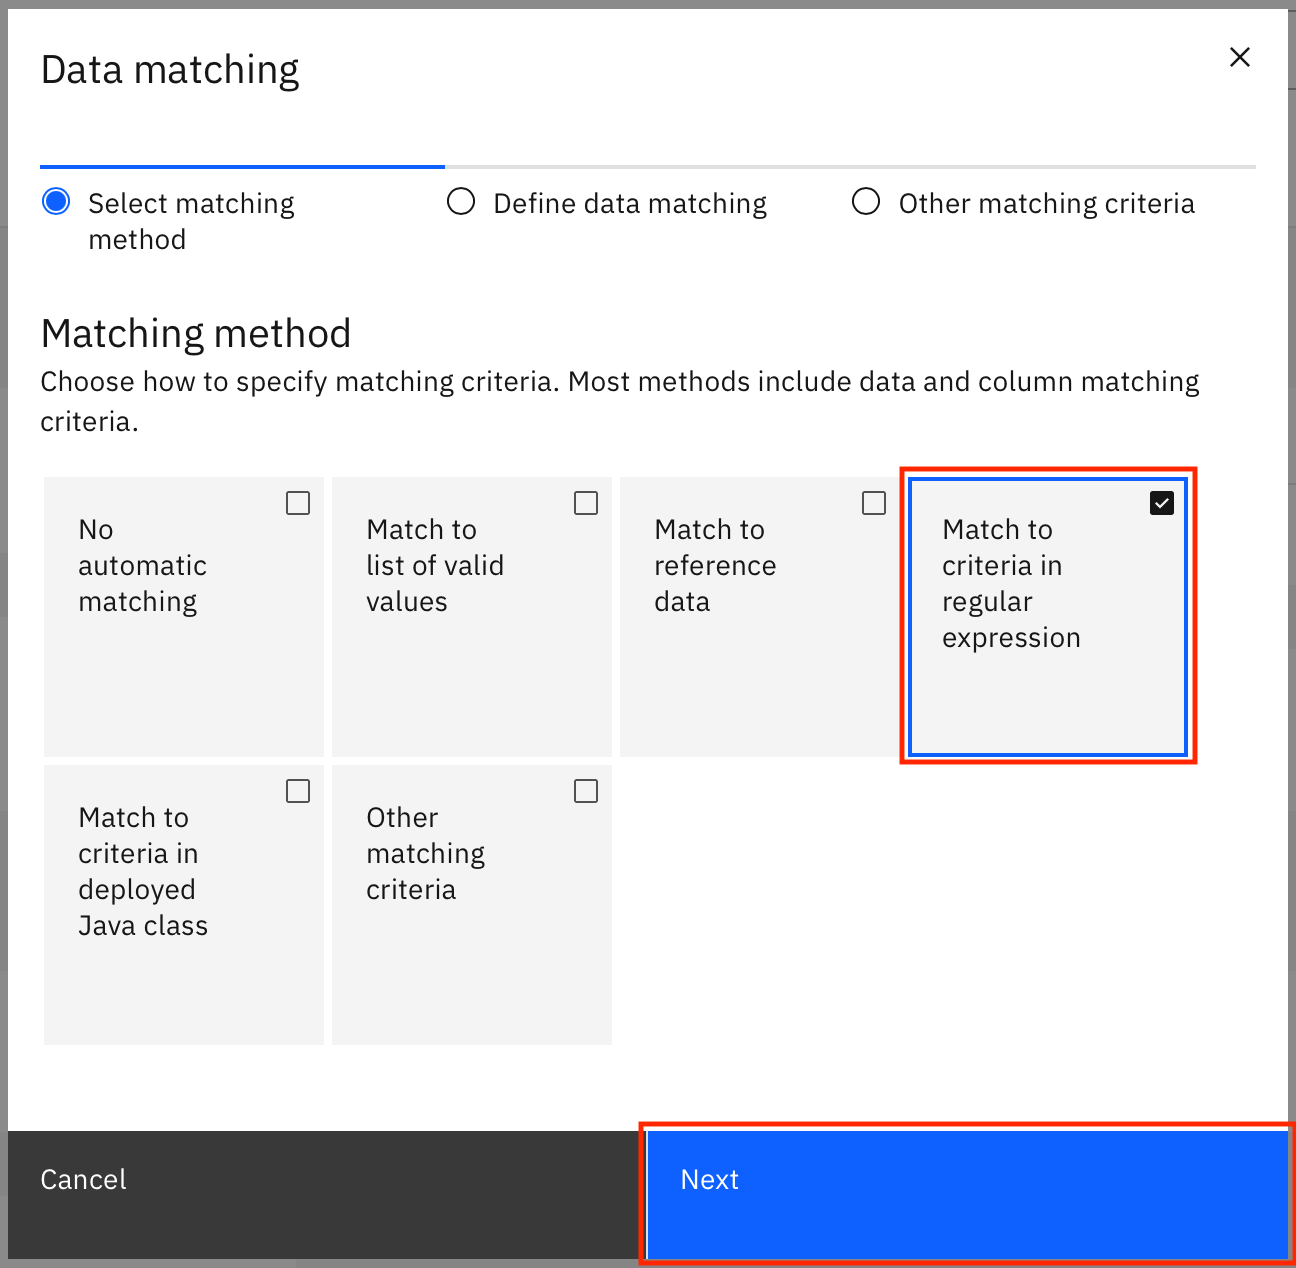 Data matching
Select matching
method
Define data matching
Other matching criteria
Matching method
Choose how to specify matching criteria. Most methods include data and column matching
criteria.
No
automatic
matching
Match to
list of valid
values
Match to
reference
data
Match to
criteria in
regular
expression
Match to
criteria in
deployed
Java class
Other
matching
criteria
Cancel
Next